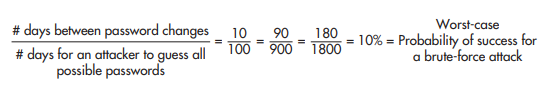 # days between password changes
# days for an attacker to guess all
possible passwords
= 10/100 = 90/900 = 180/1800 = 10% =
Worst-case
Probability of success for
a brute-force attack